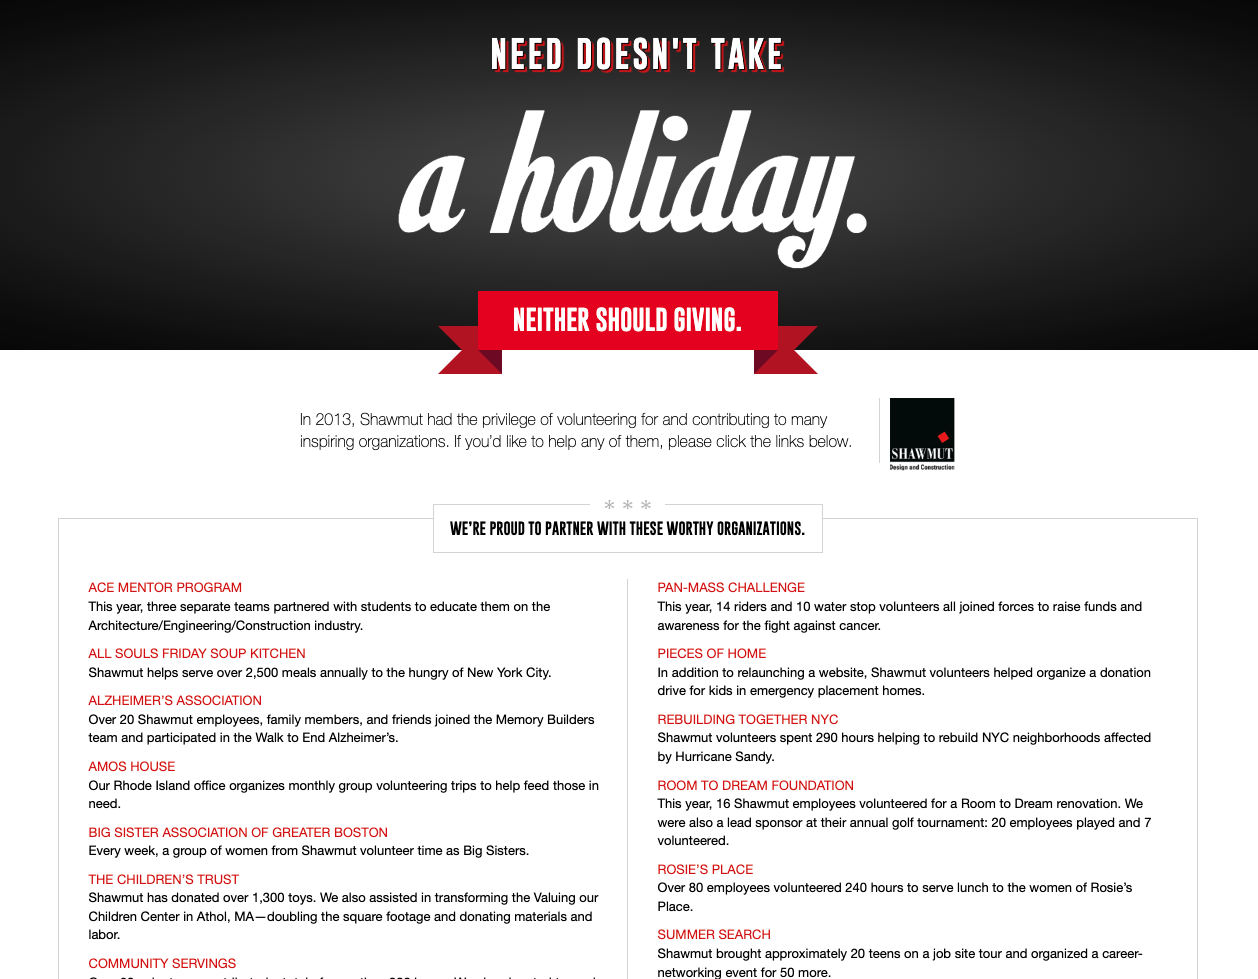 NEED DOESN'T TAKE
a holiday.
NEITHER SHOULD GIVING.
In 2013, Shawmut had the privilege of volunteering for and contributing to many
inspiring organizations. If you’d like to help any of them, please click the links below.
SHAWMUT
Design and Construction
***
WE’RE PROUD TO PARTNER WITH THESE WORTHY ORGANIZATIONS.
ACE MENTOR PROGRAM
This year, three separate teams partnered with students to educate them on the
Architecture/Engineering/Construction industry.
ALL SOULS FRIDAY SOUP KITCHEN
Shawmut helps serve over 2,500 meals annually to the hungry of New York City.
ALZHEIMER’S ASSOCIATION
Over 20 Shawmut employees, family members, and friends joined the Memory Builders
team and participated in the Walk to End Alzheimer’s.
AMOS HOUSE
Our Rhode Island office organizes monthly group volunteering trips to help feed those in
need.
BIG SISTER ASSOCIATION OF GREATER BOSTON
Every week, a group of women from Shawmut volunteer time as Big Sisters.
THE CHILDREN’S TRUST
Shawmut has donated over 1,300 toys. We also assisted in transforming the Valuing our
Children Center in Athol, MA—doubling the square footage and donating materials and
labor.
COMMUNITY SERVINGS
PAN-MASS CHALLENGE
This year, 14 riders and 10 water stop volunteers all joined forces to raise funds and
awareness for the fight against cancer.
PIECES OF HOME
In addition to relaunching a website, Shawmut volunteers helped organize a donation
drive for kids in emergency placement homes.
REBUILDING TOGETHER NYC
Shawmut volunteers spent 290 hours helping to rebuild NYC neighborhoods affected
by Hurricane Sandy.
ROOM TO DREAM FOUNDATION
This year, 16 Shawmut employees volunteered for a Room to Dream renovation. We
were also a lead sponsor at their annual golf tournament: 20 employees played and 7
volunteered.
ROSIE’S PLACE
Over 80 employees volunteered 240 hours to serve lunch to the women of Rosie’s
Place.
SUMMER SEARCH
Shawmut brought approximately 20 teens on a job site tour and organized a career-
networking event for 50 more.